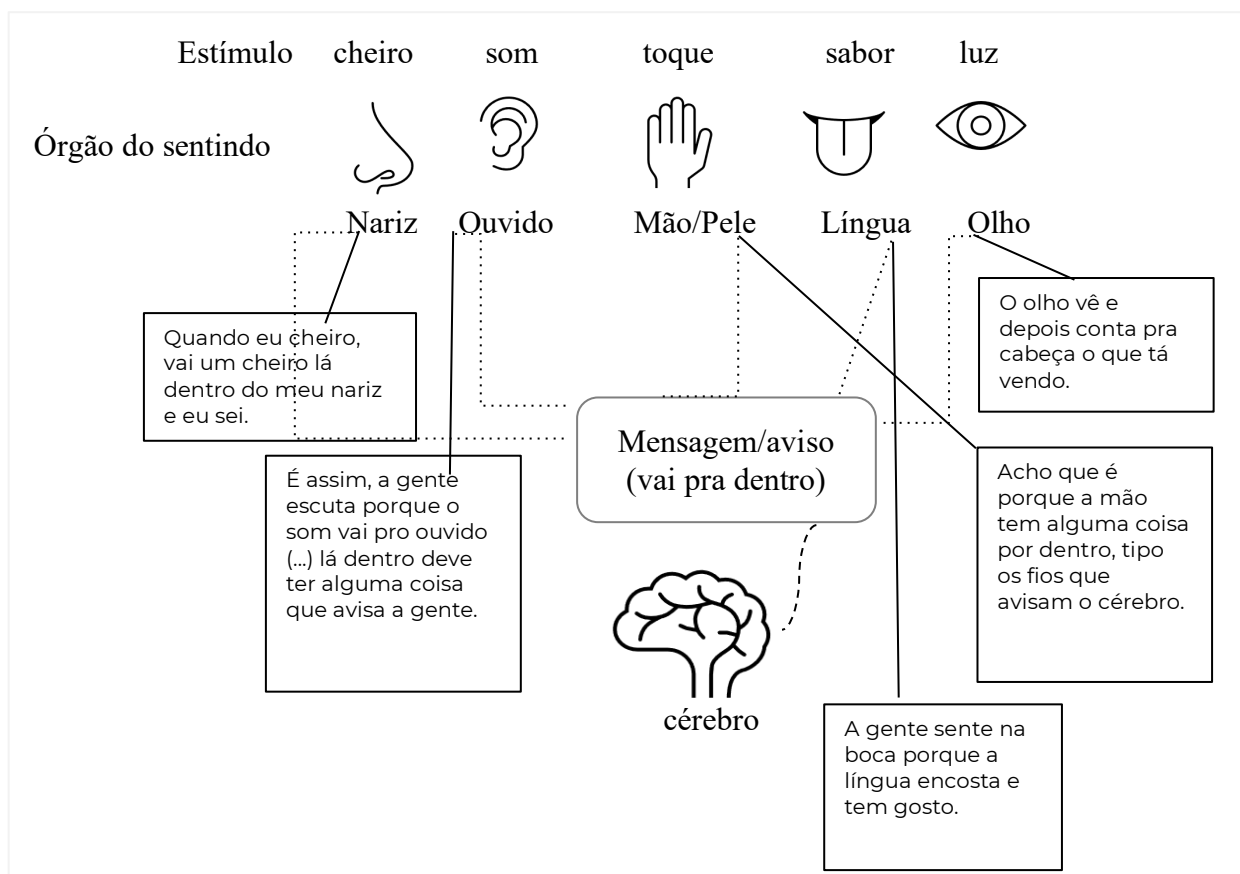 Estímulo cheiro som toque sabor luz
Órgão do sentindo
Nariz Ouvido Mão/Pele Língua Olho
Quando eu cheiro,
vai um cheiro lá
dentro do meu nariz
e eu sei.
É assim, a gente
escuta porque o
som vai pro ouvido
(...) lá dentro deve
ter alguma coisa
que avisa a gente.
Mensagem/aviso
(vai pra dentro)
O olho vê e
depois conta pra
cabeça o que tá
vendo.
Acho que é
porque a mão
tem alguma coisa
por dentro, tipo
os fios que
avisam o cérebro.
cérebro
A gente sente na
boca porque a
língua encosta e
tem gosto.